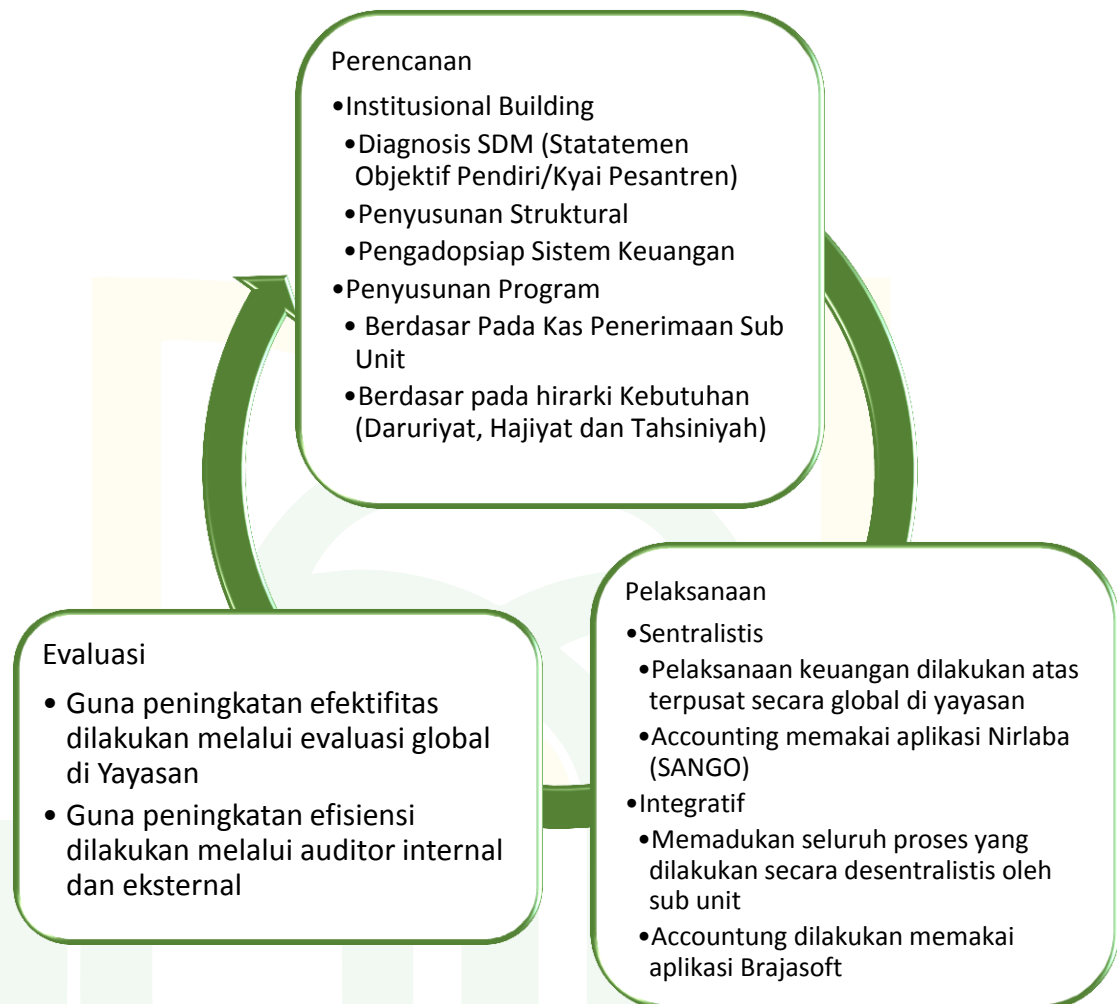 Perencanan
•Institusional Building
•Diagnosis SDM (Statatemen
Objektif Pendiri/Kyai Pesantren)
•Penyusunan Struktural
•Pengadopsiap Sistem Keuangan
•Penyusunan Program
• Berdasar Pada Kas Penerimaan Sub
Unit
•Berdasar pada hirarki Kebutuhan
(Daruriyat, Hajiyat dan Tahsiniyah)
Pelaksanaan
•Sentralistis
•Pelaksanaan keuangan dilakukan atas
terpusat secara global di yayasan
•Accounting memakai aplikasi Nirlaba
(SANGO)
•Integratif
•Memadukan seluruh proses yang
dilakukan secara desentralistis oleh
sub unit
•Accountung dilakukan memakai
aplikasi Brajasoft
Evaluasi
• Guna peningkatan efektifitas
dilakukan melalui evaluasi global
di Yayasan
• Guna peningkatan efisiensi
dilakukan melalui auditor internal
dan eksternal